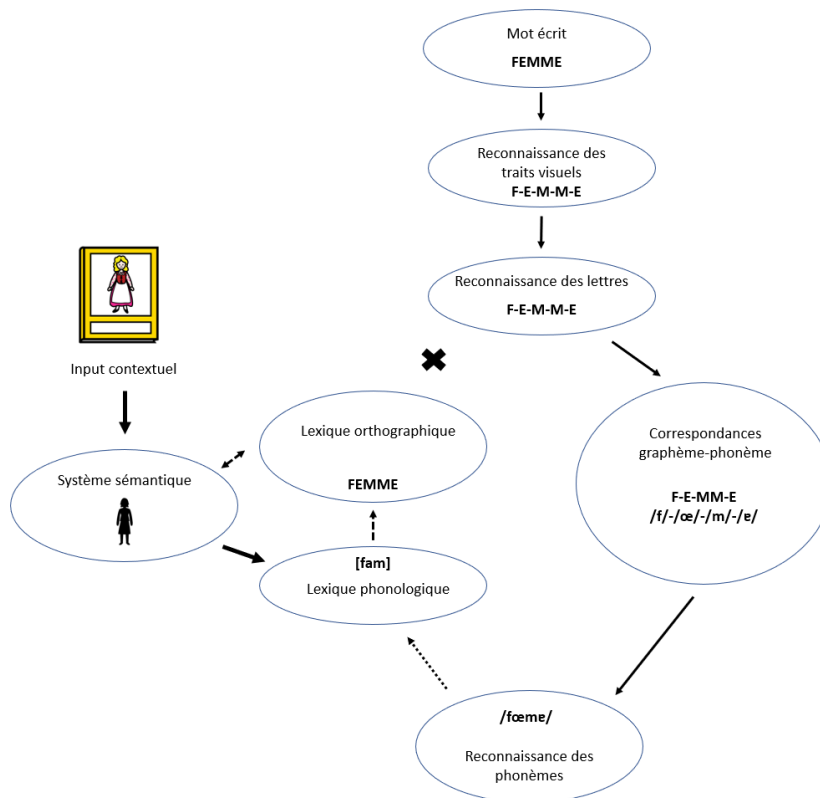 Mot écrit
FEMME
Reconnaissance des
traits visuels
F-E-M-M-E
Reconnaissance des lettres
F-E-M-M-E
Input contextuel
Lexique orthographique
FEMME
Système sémantique
Correspondances
graphème-phonème
F-E-MM-E
/f/-/œ/-/m/-/ɐ/
[fam]
Lexique phonologique
/fœmɐ/
Reconnaissance des
phonèmes